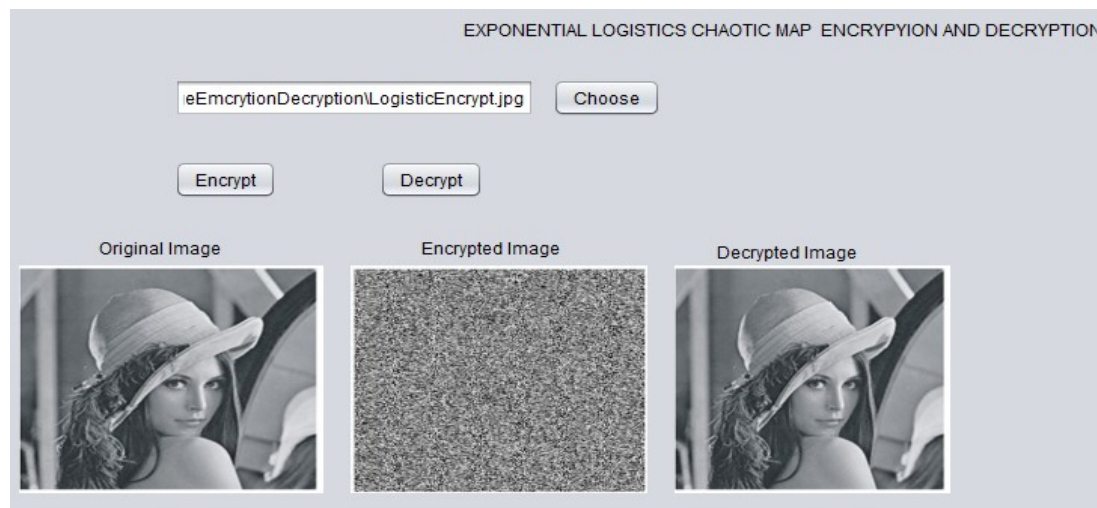 EXPONENTIAL LOGISTICS CHAOTIC MAP ENCRYPYION AND DECRYPTION
eEmcrytionDecryption\LogisticEncrypt.jpg
Choose
Encrypt
Decrypt
Original Image
Encrypted Image
Decrypted Image